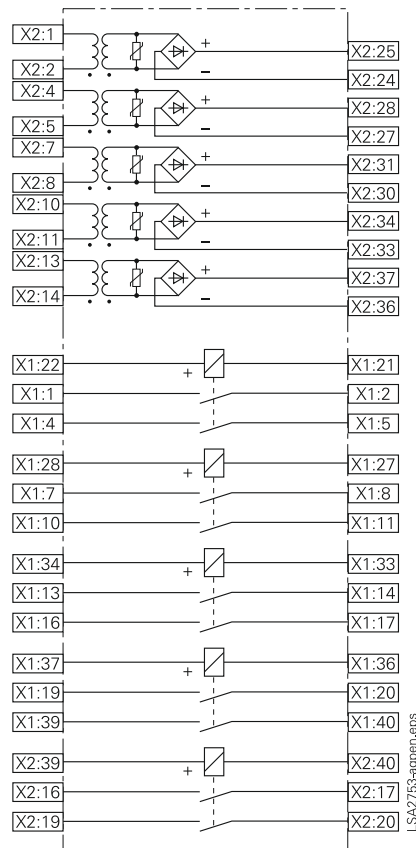 X2:1
+
X2:25
X2:2
−
X2:24
X2:4
+
X2:28
X2:5
−
X2:27
X2:7
+
X2:31
X2:8
−
X2:30
X2:10
+
X2:34
X2:11
−
X2:33
X2:13
+
X2:37
X2:14
−
X2:36
X1:22
+
X1:21
X1:1
X1:2
X1:4
X1:5
X1:28
+
X1:27
X1:7
X1:8
X1:10
X1:11
X1:34
+
X1:33
X1:13
X1:14
X1:16
X1:17
X1:37
+
X1:36
X1:19
X1:20
X1:39
X1:40
X2:39
+
X2:40
X2:16
X2:17
X2:19
X2:20
LSA2753-agpen.eps